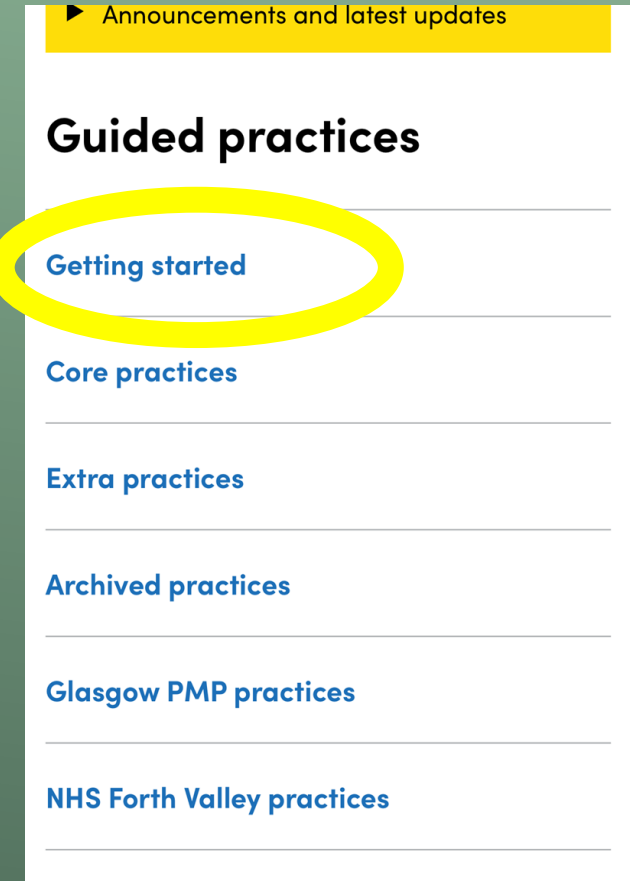 Announcements and latest updates
Guided practices
Getting started
Core practices
Extra practices
Archived practices
Glasgow PMP practices
NHS Forth Valley practices